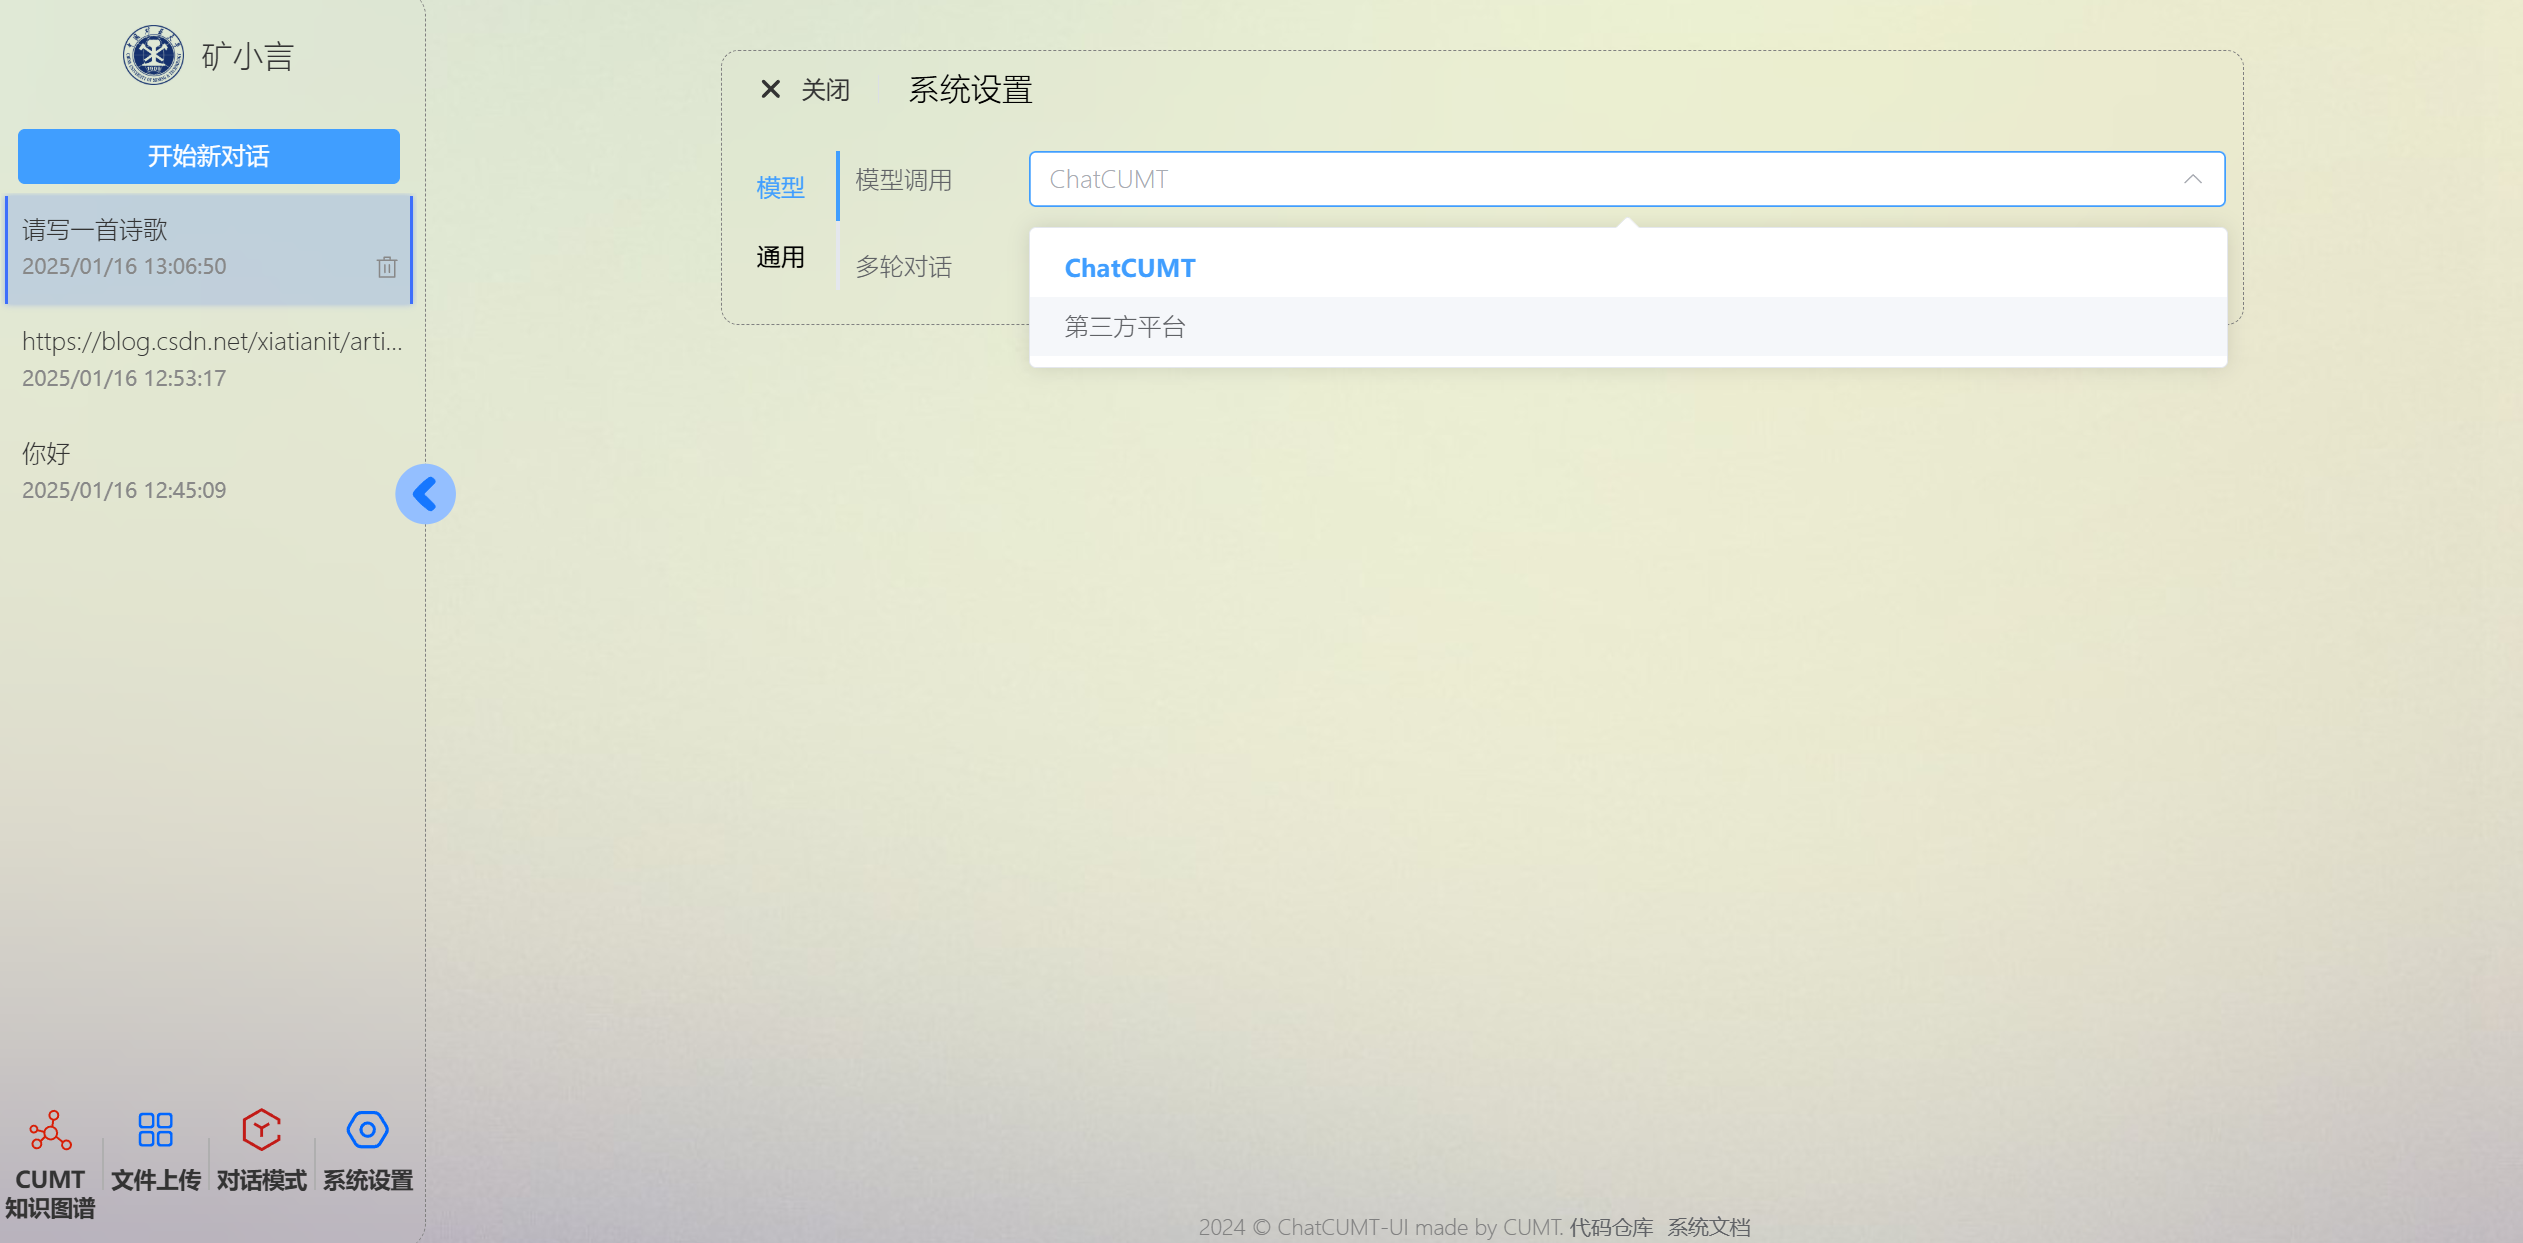 矿小言
开始新对话
请写一首诗歌
2025/01/16 13:06:50
https://blog.csdn.net/xiatianit/arti...
2025/01/16 12:53:17
你好
2025/01/16 12:45:09
CUMT
知识图谱
文件上传
对话模式
系统设置
关闭
系统设置
模型
通用
模型调用
ChatCUMT
多轮对话
ChatCUMT
第三方平台
2024 © ChatCUMT-UI made by CUMT. 代码仓库 系统文档